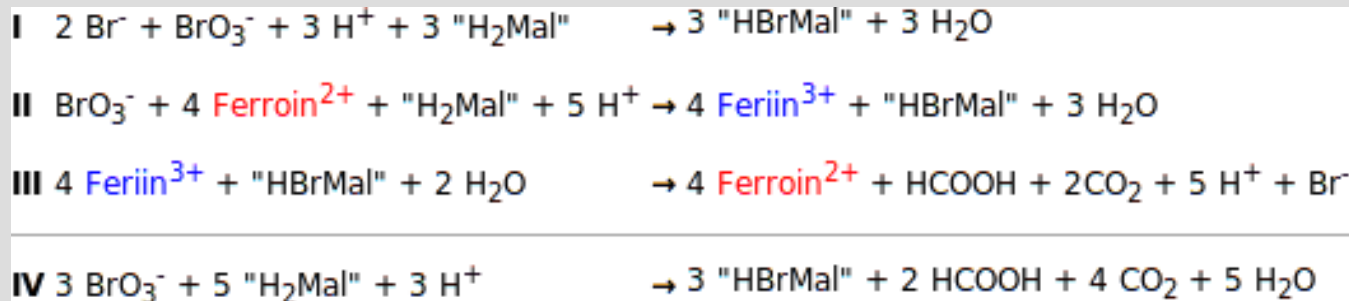 I 2 Br⁻ + BrO₃⁻ + 3 H⁺ + 3 "H₂Mal" → 3 "HBrMal" + 3 H₂O
II BrO₃⁻ + 4 Ferroin²⁺ + "H₂Mal" + 5 H⁺ → 4 Feriin³⁺ + "HBrMal" + 3 H₂O
III 4 Feriin³⁺ + "HBrMal" + 2 H₂O → 4 Ferroin²⁺ + HCOOH + 2CO₂ + 5 H⁺ + Br⁻
IV 3 BrO₃⁻ + 5 "H₂Mal" + 3 H⁺ → 3 "HBrMal" + 2 HCOOH + 4 CO₂ + 5 H₂O